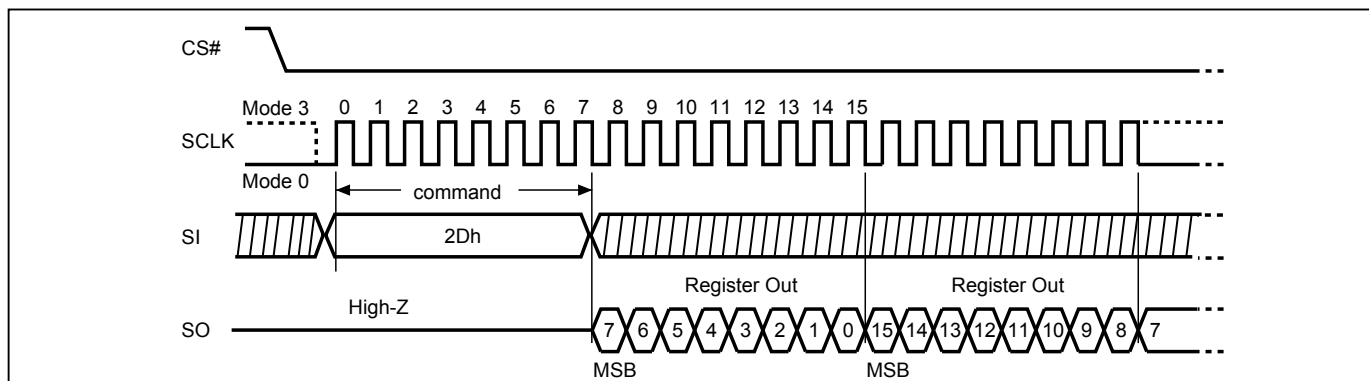 CS#
Mode 3 0 1 2 3 4 5 6 7 8 9 10 11 12 13 14 15
SCLK
Mode 0
command
SI 2Dh
Register Out Register Out
High-Z
SO 7 6 5 4 3 2 1 0 15 14 13 12 11 10 9 8 7
MSB MSB